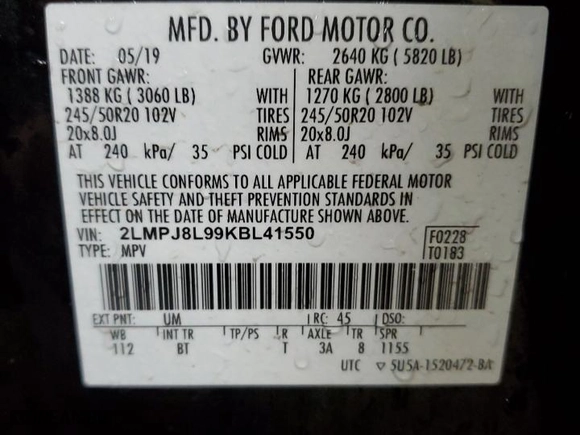 MFD. BY FORD MOTOR CO.
DATE: 05/19 GVWR: 2640 KG ( 5820 LB)
FRONT GAWR: REAR GAWR:
1388 KG ( 3060 LB) WITH 1270 KG ( 2800 LB) WITH
245/50R20 102V TIRES 245/50R20 102V TIRES
20x8.0J RIMS 20x8.0J RIMS
AT 240 kPa/ 35 PSI COLD AT 240 kPa/ 35 PSI COLD
THIS VEHICLE CONFORMS TO ALL APPLICABLE FEDERAL MOTOR
VEHICLE SAFETY AND THEFT PREVENTION STANDARDS IN
EFFECT ON THE DATE OF MANUFACTURE SHOWN ABOVE.
VIN: 2LMPJ8L99KBL41550 F0228
TYPE: MPV T0183
EXT PNT: UM RC: 45 DSO:
WB INT TR TP/PS R AXLE TR SPR
112 BT T 3A 8 1155
UTC ▽ 5U5A-1520472-BA